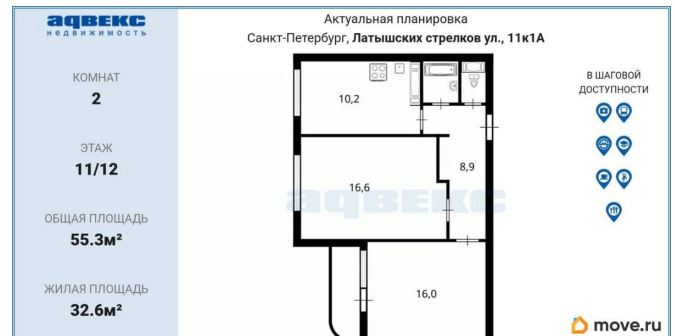 адвекс
НЕДВИЖИМОСТЬ
КОМНАТ
2
ЭТАЖ
11/12
ОБЩАЯ ПЛОЩАДЬ
55.3м²
ЖИЛАЯ ПЛОЩАДЬ
32.6м²
Актуальная планировка
Санкт-Петербург, Латышских стрелков ул., 11к1А
10,2
8,9
16,6
адвекс
16,0
В ШАГОВОЙ
ДОСТУПНОСТИ
move.ru